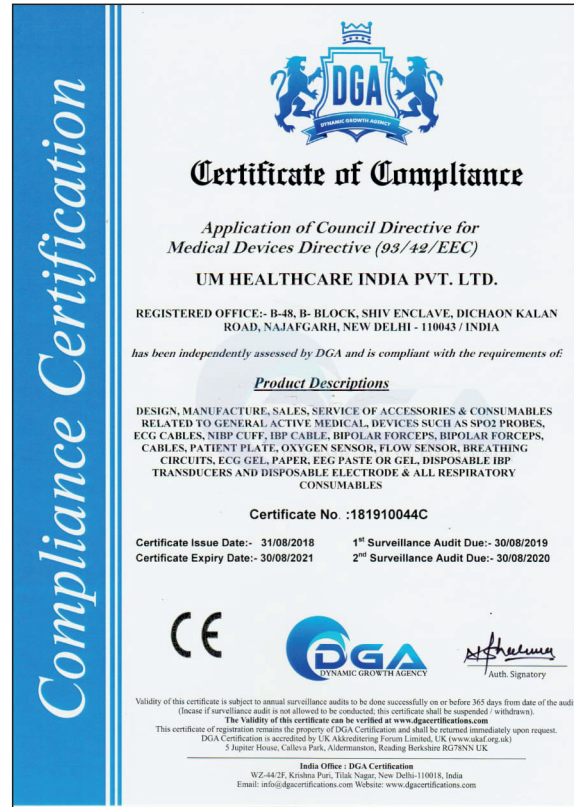 Compliance Certification
DGA
DYNAMIC GROWTH AGENCY
Certificate of Compliance
Application of Council Directive for
Medical Devices Directive (93/42/EEC)
UM HEALTHCARE INDIA PVT. LTD.
REGISTERED OFFICE:- B-48, B- BLOCK, SHIV ENCLAVE, DICHAON KALAN
ROAD, NAJAFGARH, NEW DELHI - 110043 / INDIA
has been independently assessed by DGA and is compliant with the requirements of:
Product Descriptions
DESIGN, MANUFACTURE, SALES, SERVICE OF ACCESSORIES & CONSUMABLES
RELATED TO GENERAL ACTIVE MEDICAL, DEVICES SUCH AS SPO2 PROBES,
ECG CABLES, NIBP CUFF, IBP CABLE, BIPOLAR FORCEPS, BIPOLAR FORCEPS,
CABLES, PATIENT PLATE, OXYGEN SENSOR, FLOW SENSOR, BREATHING
CIRCUITS, ECG GEL, PAPER, EEG PASTE OR GEL, DISPOSABLE IBP
TRANSDUCERS AND DISPOSABLE ELECTRODE & ALL RESPIRATORY
CONSUMABLES
Certificate No. :181910044C
Certificate Issue Date:- 31/08/2018 1st Surveillance Audit Due:- 30/08/2019
Certificate Expiry Date:- 30/08/2021 2nd Surveillance Audit Due:- 30/08/2020
CE
DGA
DYNAMIC GROWTH AGENCY
Auth. Signatory
Validity of this certificate is subject to annual surveillance audits to be done successfully on or before 365 days from date of the audit
(Incase if survelliance audit is not allowed to be conducted; this certificate shall be suspended / withdrawn).
The Validity of this certificate can be verified at www.dgacertifications.com
This certificate of registration remains the property of DGA Certification and shall be returned immediately upon request.
DGA Certification is accredited by UK Akkreditering Forum Limited, UK (www.ukaf.org.uk)
5 Jupiter House, Calleva Park, Aldermanston, Reading Berkshire RG78NN UK
India Office : DGA Certification
WZ-44/2F, Krishna Puri, Tilak Nagar, New Delhi-110018, India
Email: info@dgacertifications.com Website: www.dgacertifications.com